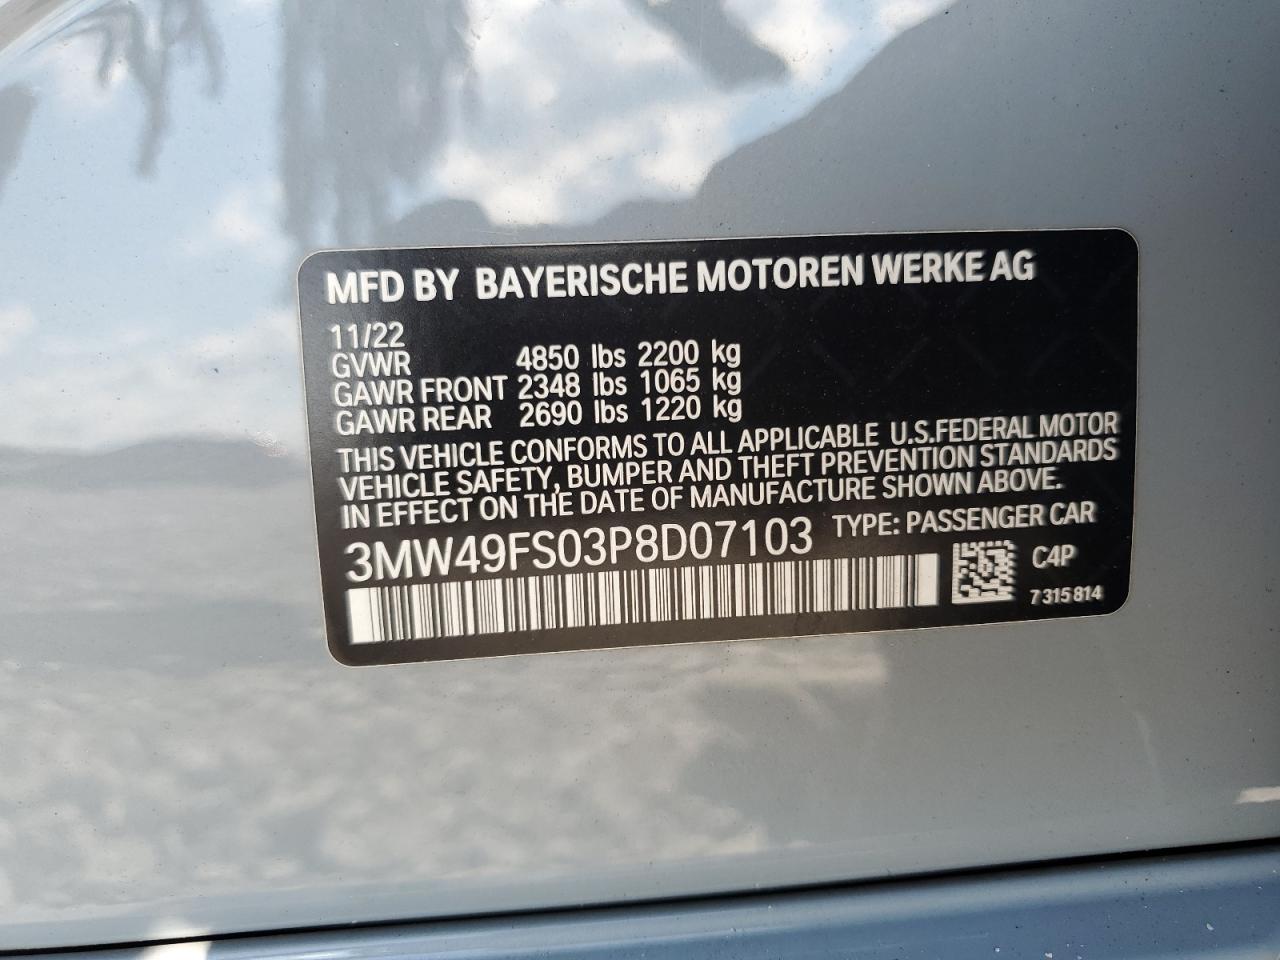 MFD BY BAYERISCHE MOTOREN WERKE AG
11/22
GVWR 4850 lbs 2200 kg
GAWR FRONT 2348 lbs 1065 kg
GAWR REAR 2690 lbs 1220 kg
THIS VEHICLE CONFORMS TO ALL APPLICABLE U.S.FEDERAL MOTOR
VEHICLE SAFETY, BUMPER AND THEFT PREVENTION STANDARDS
IN EFFECT ON THE DATE OF MANUFACTURE SHOWN ABOVE.
3MW49FS03P8D07103 TYPE: PASSENGER CAR
C4P
7 315 814